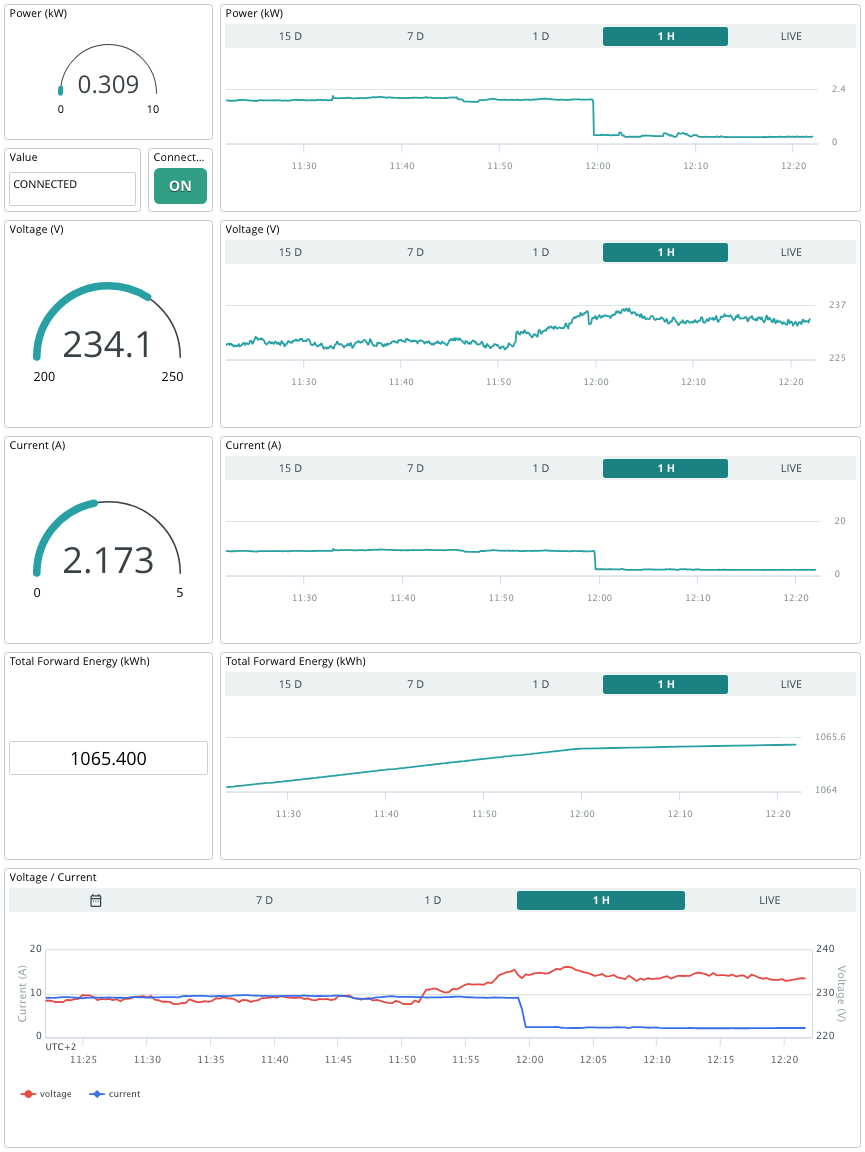 Power (kW)
0.309
0 10
Value
CONNECTED
Connect...
ON
Power (kW)
15 D 7 D 1 D 1 H LIVE
2.4
0
11:30 11:40 11:50 12:00 12:10 12:20
Voltage (V)
234.1
200 250
Voltage (V)
15 D 7 D 1 D 1 H LIVE
237
225
11:30 11:40 11:50 12:00 12:10 12:20
Current (A)
2.173
0 5
Current (A)
15 D 7 D 1 D 1 H LIVE
20
0
11:30 11:40 11:50 12:00 12:10 12:20
Total Forward Energy (kWh)
1065.400
Total Forward Energy (kWh)
15 D 7 D 1 D 1 H LIVE
1065.6
1064
11:30 11:40 11:50 12:00 12:10 12:20
Voltage / Current
7 D 1 D 1 H LIVE
20 240
10 230
0 220
Current (A)
Voltage (V)
UTC+2
11:25 11:30 11:35 11:40 11:45 11:50 11:55 12:00 12:05 12:10 12:15 12:20
voltage current